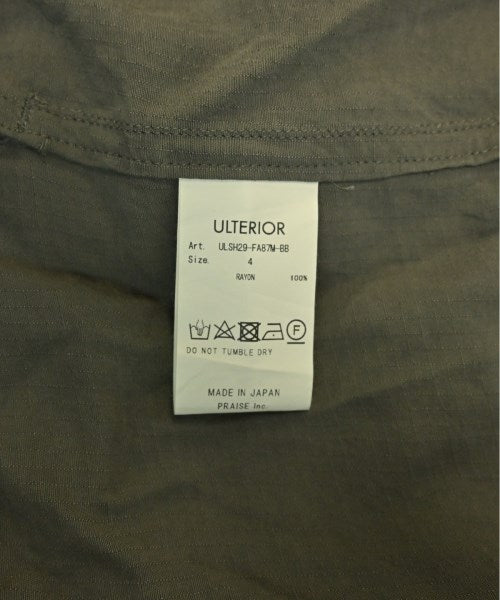 ULTERIOR
Art. ULSH29-FA87M-BB
Size. 4
RAYON 100%
F
DO NOT TUMBLE DRY
MADE IN JAPAN
PRAISE Inc.